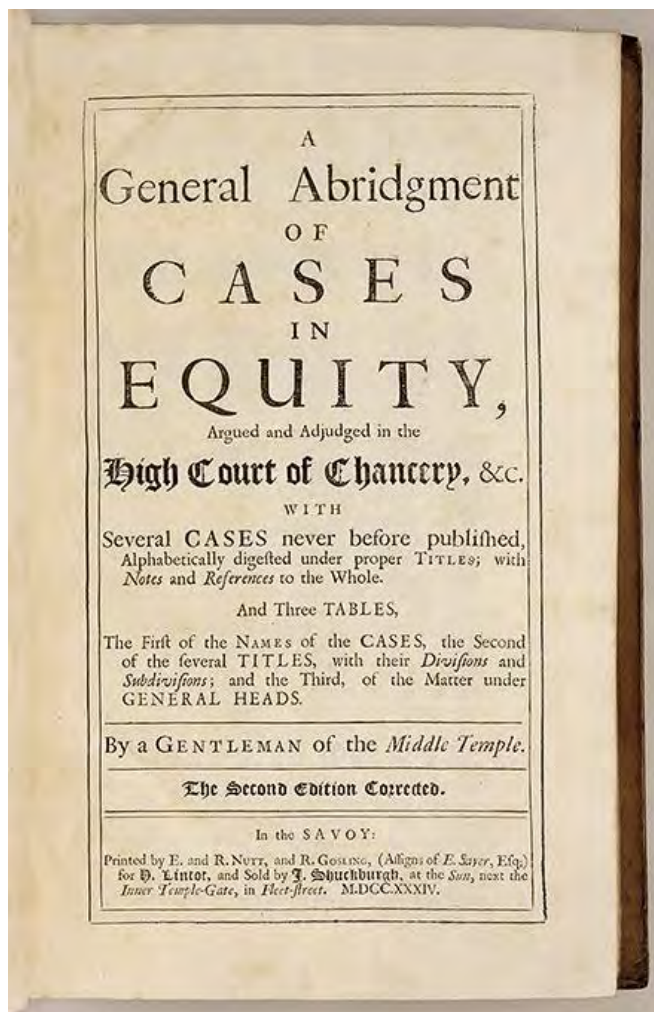 A
General Abridgment
OF
CASES
IN
EQUITY,
Argued and Adjudged in the
High Court of Chancery, &c.
WITH
Several CASES never before publiſhed,
Alphabetically digeſted under proper TITLES; with
Notes and References to the Whole.
And Three TABLES,
The Firſt of the NAMES of the CASES, the Second
of the ſeveral TITLES, with their Diviſions and
Subdiviſions; and the Third, of the Matter under
GENERAL HEADS.
By a GENTLEMAN of the Middle Temple.
The Second Edition Corrected.
In the SAVOY:
Printed by E. and R. NUTT, and R. GOSLING, (Aſſigns of E. Sayer, Eſq;)
for H. Lintot, and Sold by J. Shuckburgh, at the Sun, next the
Inner Temple-Gate, in Fleet-ſtreet. M.DCC.XXXIV.